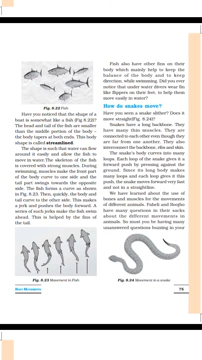 Fig. 8.22 Fish
Have you noticed that the shape of a
boat is somewhat like a fish (Fig 8.22)?
The head and tail of the fish are smaller
than the middle portion of the body –
the body tapers at both ends. This body
shape is called streamlined.
The shape is such that water can flow
around it easily and allow the fish to
move in water. The skeleton of the fish
is covered with strong muscles. During
swimming, muscles make the front part
of the body curve to one side and the
tail part swings towards the opposite
side. The fish forms a curve as shown
in Fig. 8.23. Then, quickly, the body and
tail curve to the other side. This makes
a jerk and pushes the body forward. A
series of such jerks make the fish swim
ahead. This is helped by the fins of
the tail.
Fig. 8.23 Movement in Fish
Fish also have other fins on their
body which mainly help to keep the
balance of the body and to keep
direction, while swimming. Did you ever
notice that under water divers wear fin
like flippers on their feet, to help them
move easily in water?
How do snakes move?
Have you seen a snake slither? Does it
move straight(Fig. 8.24)?
Snakes have a long backbone. They
have many thin muscles. They are
connected to each other even though they
are far from one another. They also
interconnect the backbone, ribs and skin.
The snake's body curves into many
loops. Each loop of the snake gives it a
forward push by pressing against the
ground. Since its long body makes
many loops and each loop gives it this
push, the snake moves forward very fast
and not in a straight line.
We have learned about the use of
bones and muscles for the movements
of different animals. Paheli and Boojho
have many questions in their sacks
about the different movements in
animals. So must you be having many
unanswered questions buzzing in your
Fig. 8.24 Movement in a snake
Body Movements
75